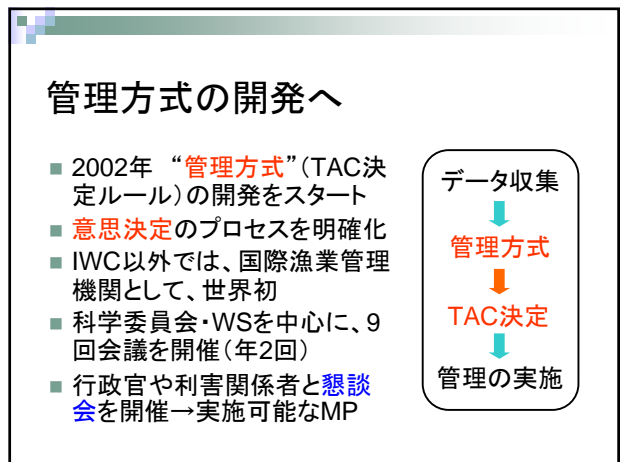 管理方式の開発へ
2002年 “管理方式”(TAC決
定ルール)の開発をスタート
意思決定のプロセスを明確化
IWC以外では、国際漁業管理
機関として、世界初
科学委員会・WSを中心に、9
回会議を開催(年2回)
行政官や利害関係者と懇談
会を開催→実施可能なMP
データ収集
管理方式
TAC決定
管理の実施